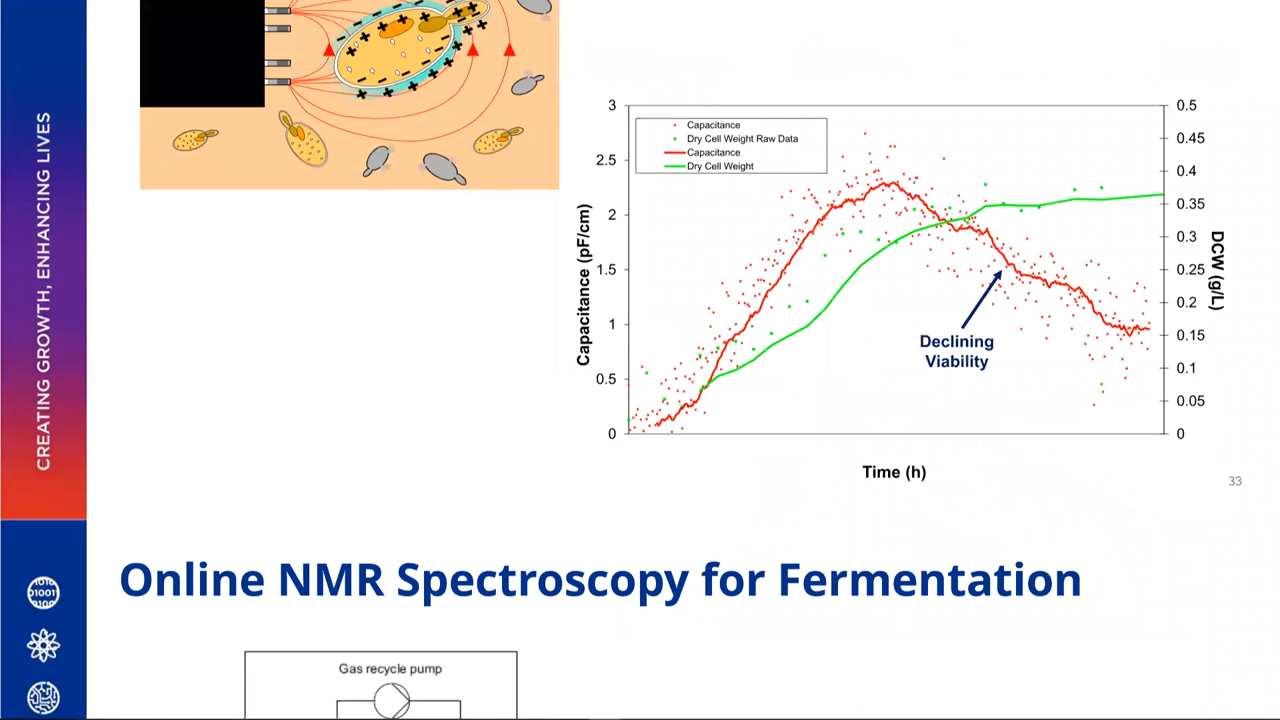 CREATING GROWTH, ENHANCING LIVES
3
2.5
2
1.5
1
0.5
0
Capacitance (pF/cm)
Capacitance
Dry Cell Weight Raw Data
Capacitance
Dry Cell Weight
Declining
Viability
0.5
0.45
0.4
0.35
0.3
0.25
0.2
0.15
0.1
0.05
0
DCW (g/L)
Time (h)
33
Online NMR Spectroscopy for Fermentation
Gas recycle pump